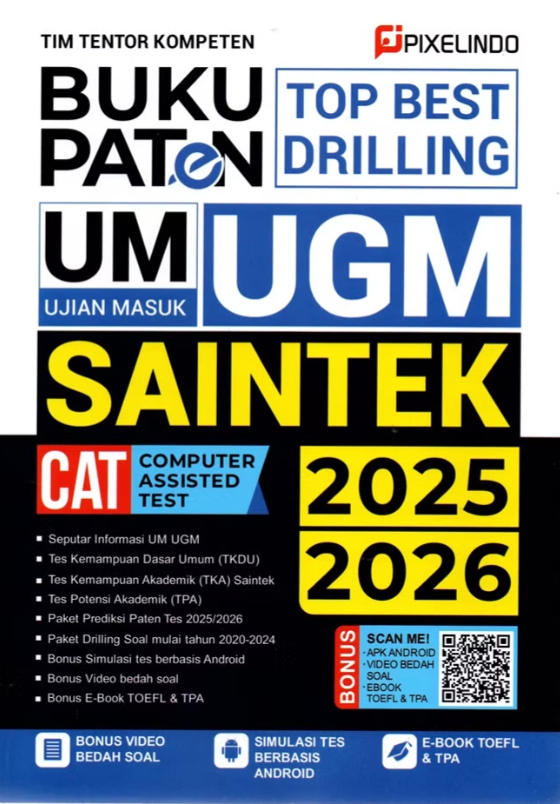 TIM TENTOR KOMPETEN
PIXELINDO
BUKU
PATeN
TOP BEST
DRILLING
UM
UJIAN MASUK
UGM
SAINTEK
CAT
COMPUTER
ASSISTED
TEST
2025
2026
Seputar Informasi UM UGM
Tes Kemampuan Dasar Umum (TKDU)
Tes Kemampuan Akademik (TKA) Saintek
Tes Potensi Akademik (TPA)
Paket Prediksi Paten Tes 2025/2026
Paket Drilling Soal mulai tahun 2020-2024
Bonus Simulasi tes berbasis Android
Bonus Video bedah soal
Bonus E-Book TOEFL & TPA
BONUS
SCAN ME!
- APK ANDROID
- VIDEO BEDAH
SOAL
- EBOOK
TOEFL & TPA
BONUS VIDEO
BEDAH SOAL
SIMULASI TES
BERBASIS
ANDROID
E-BOOK TOEFL
& TPA